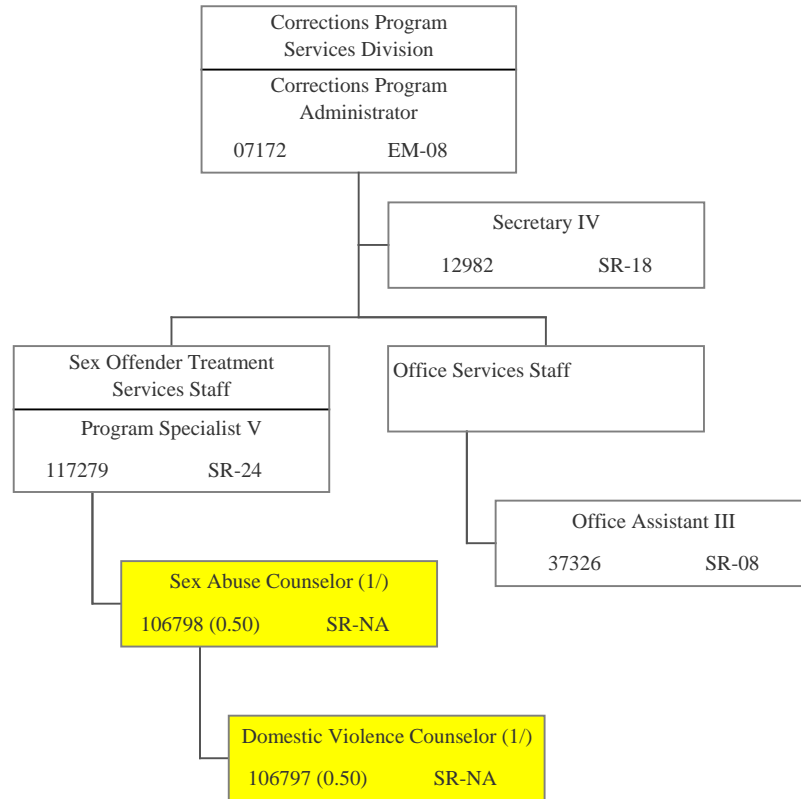 Corrections Program
Services Division
Corrections Program
Administrator
07172 EM-08
Secretary IV
12982 SR-18
Sex Offender Treatment
Services Staff
Program Specialist V
117279 SR-24
Office Services Staff
Office Assistant III
37326 SR-08
Sex Abuse Counselor (1/)
106798 (0.50) SR-NA
Domestic Violence Counselor (1/)
106797 (0.50) SR-NA